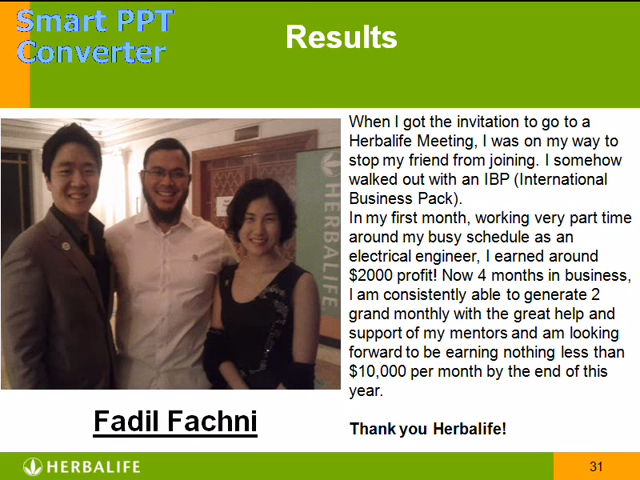 Smart PPT
Converter
Results
When I got the invitation to go to a
Herbalife Meeting, I was on my way to
stop my friend from joining. I somehow
walked out with an IBP (International
Business Pack).
In my first month, working very part time
around my busy schedule as an
electrical engineer, I earned around
$2000 profit! Now 4 months in business,
I am consistently able to generate 2
grand monthly with the great help and
support of my mentors and am looking
forward to be earning nothing less than
$10,000 per month by the end of this
year.
Thank you Herbalife!
HERBALIFE
Fadil Fachni
HERBALIFE
31